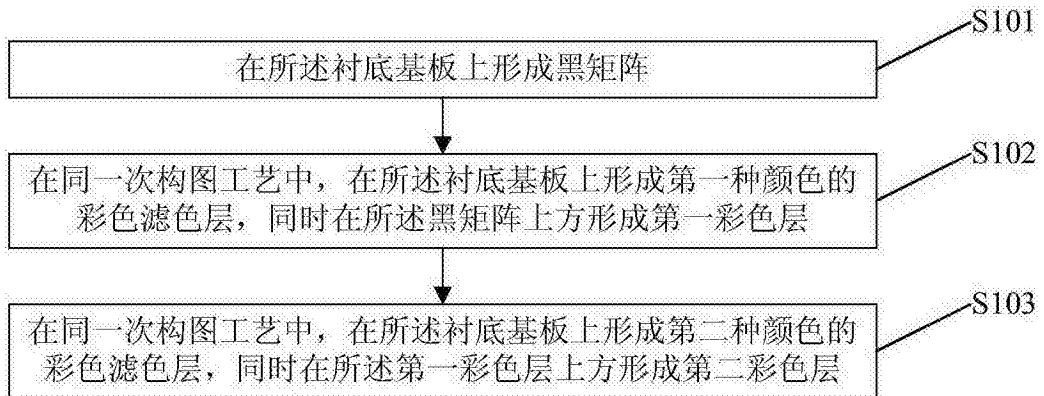 S101
在所述衬底基板上形成黑矩阵
S102
在同一次构图工艺中，在所述衬底基板上形成第一种颜色的
彩色滤色层，同时在所述黑矩阵上方形成第一彩色层
S103
在同一次构图工艺中，在所述衬底基板上形成第二种颜色的
彩色滤色层，同时在所述第一彩色层上方形成第二彩色层